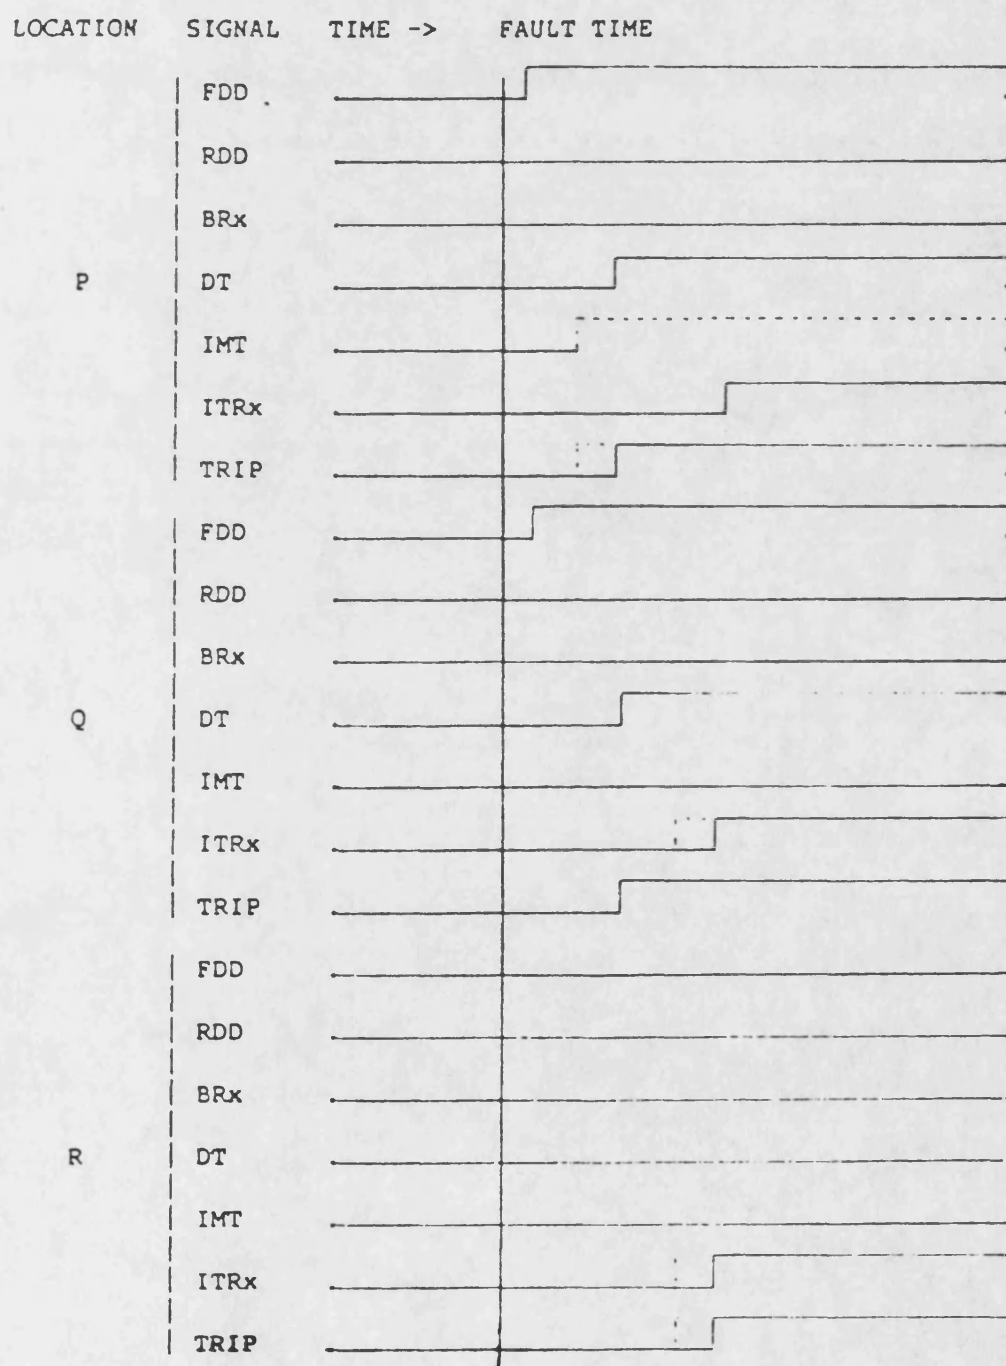 LOCATION SIGNAL TIME -> FAULT TIME
FDD
RDD
BRx
P DT
IMT
ITRx
TRIP
FDD
RDD
BRx
Q DT
IMT
ITRx
TRIP
FDD
RDD
BRx
R DT
IMT
ITRx
TRIP